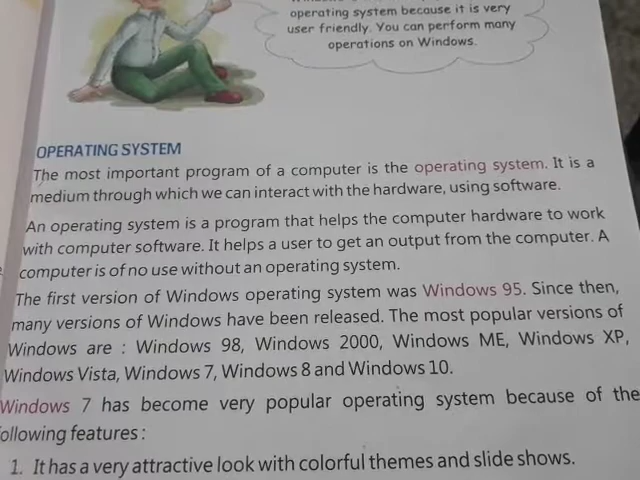 operating system because it is very
user friendly. You can perform many
operations on Windows.
OPERATING SYSTEM
The most important program of a computer is the operating system. It is a
medium through which we can interact with the hardware, using software.
An operating system is a program that helps the computer hardware to work
with computer software. It helps a user to get an output from the computer. A
computer is of no use without an operating system.
The first version of Windows operating system was Windows 95. Since then,
many versions of Windows have been released. The most popular versions of
Windows are : Windows 98, Windows 2000, Windows ME, Windows XP,
Windows Vista, Windows 7, Windows 8 and Windows 10.
Windows 7 has become very popular operating system because of the
ollowing features :
1. It has a very attractive look with colorful themes and slide shows.